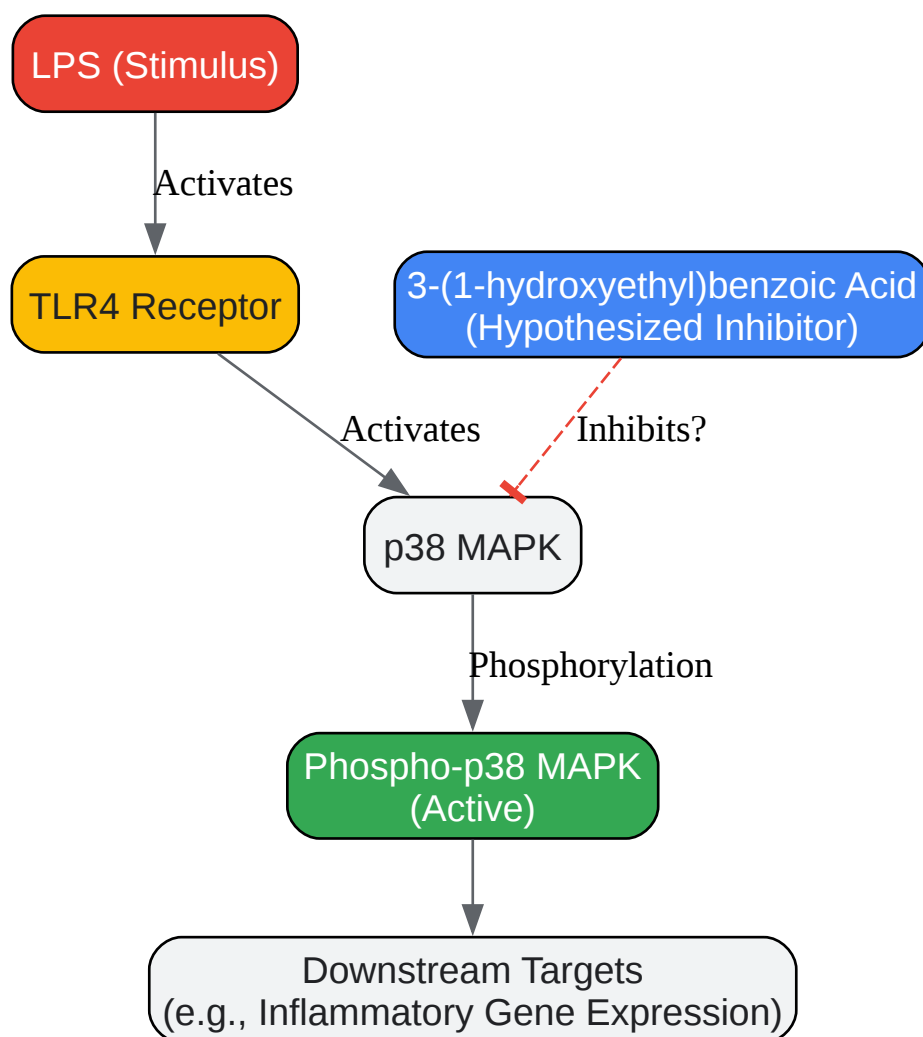 LPS (Stimulus)
Activates
TLR4 Receptor
3-(1-hydroxyethyl)benzoic Acid
(Hypothesized Inhibitor)
Activates
Inhibits?
p38 MAPK
Phosphorylation
Phospho-p38 MAPK
(Active)
Downstream Targets
(e.g., Inflammatory Gene Expression)